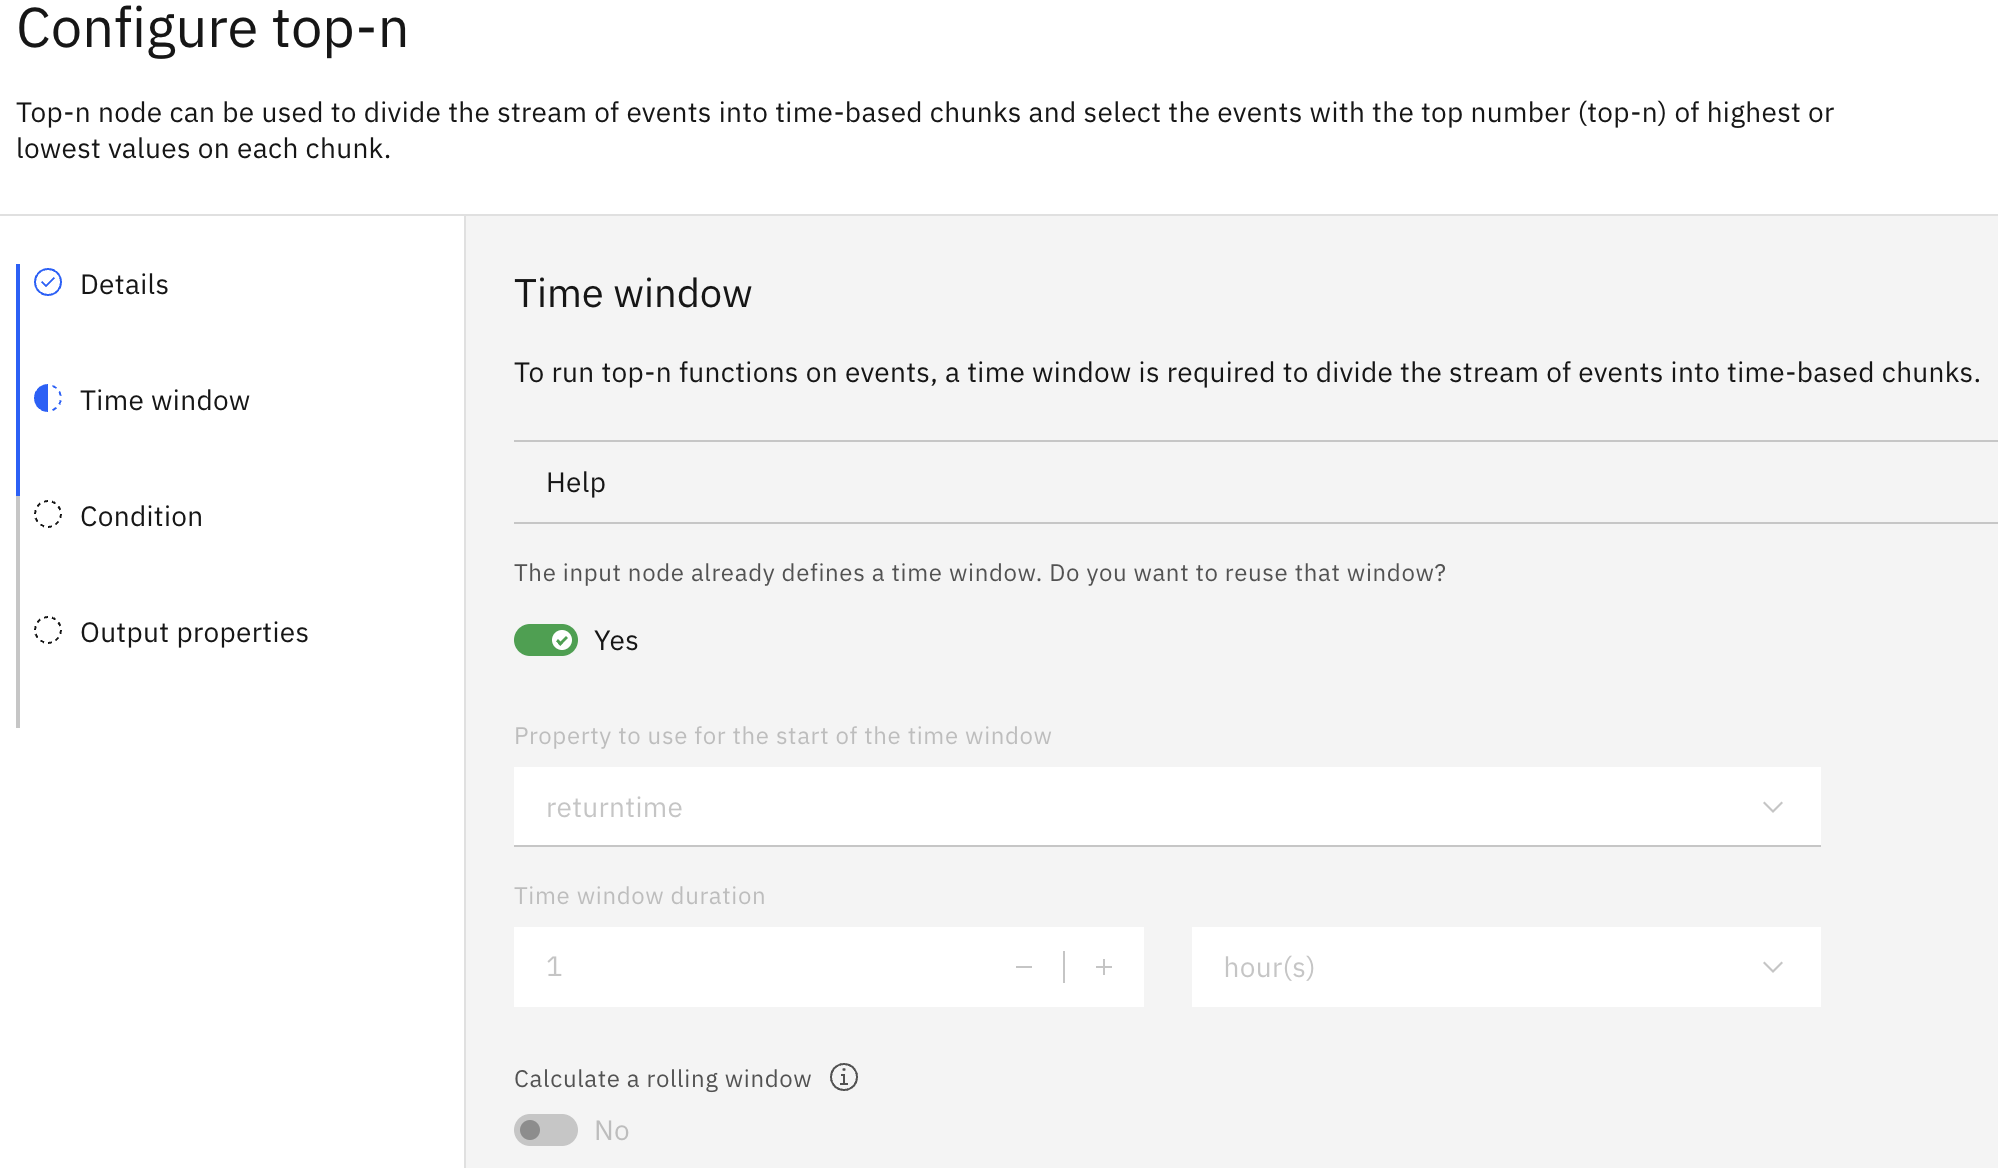 Configure top-n
Top-n node can be used to divide the stream of events into time-based chunks and select the events with the top number (top-n) of highest or
lowest values on each chunk.
Details
Time window
Condition
Output properties
Time window
To run top-n functions on events, a time window is required to divide the stream of events into time-based chunks.
Help
The input node already defines a time window. Do you want to reuse that window?
Yes
Property to use for the start of the time window
returntime
Time window duration
1
hour(s)
Calculate a rolling window
No